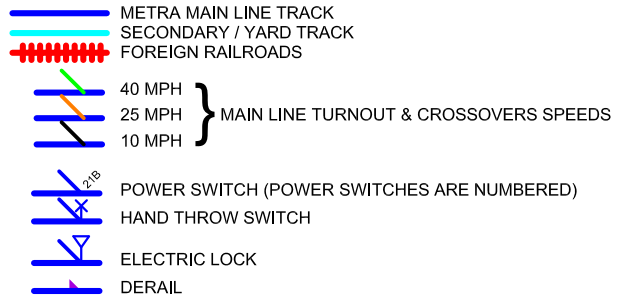 METRA MAIN LINE TRACK
SECONDARY / YARD TRACK
FOREIGN RAILROADS
40 MPH
25 MPH
MAIN LINE TURNOUT & CROSSOVERS SPEEDS
10 MPH
21B
POWER SWITCH (POWER SWITCHES ARE NUMBERED)
HAND THROW SWITCH
ELECTRIC LOCK
DERAIL